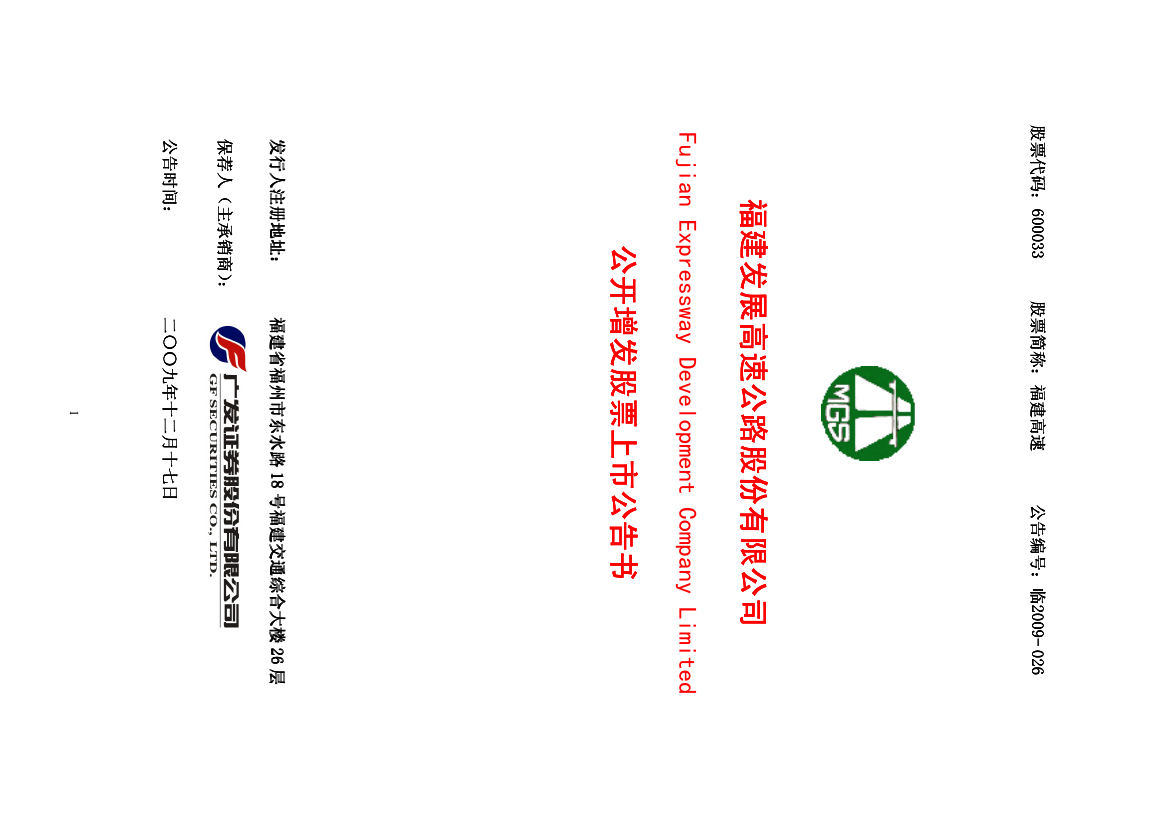 股票代码：600033 股票简称：福建高速 公告编号：临2009-026
MGS
福建发展高速公路股份有限公司
Fujian Expressway Development Company Limited
公开增发股票上市公告书
发行人注册地址： 福建省福州市东水路 18 号福建交通综合大楼 26 层
保荐人（主承销商）： 广发证券股份有限公司
GF SECURITIES CO., LTD.
公告时间： 二〇〇九年十二月十七日
1